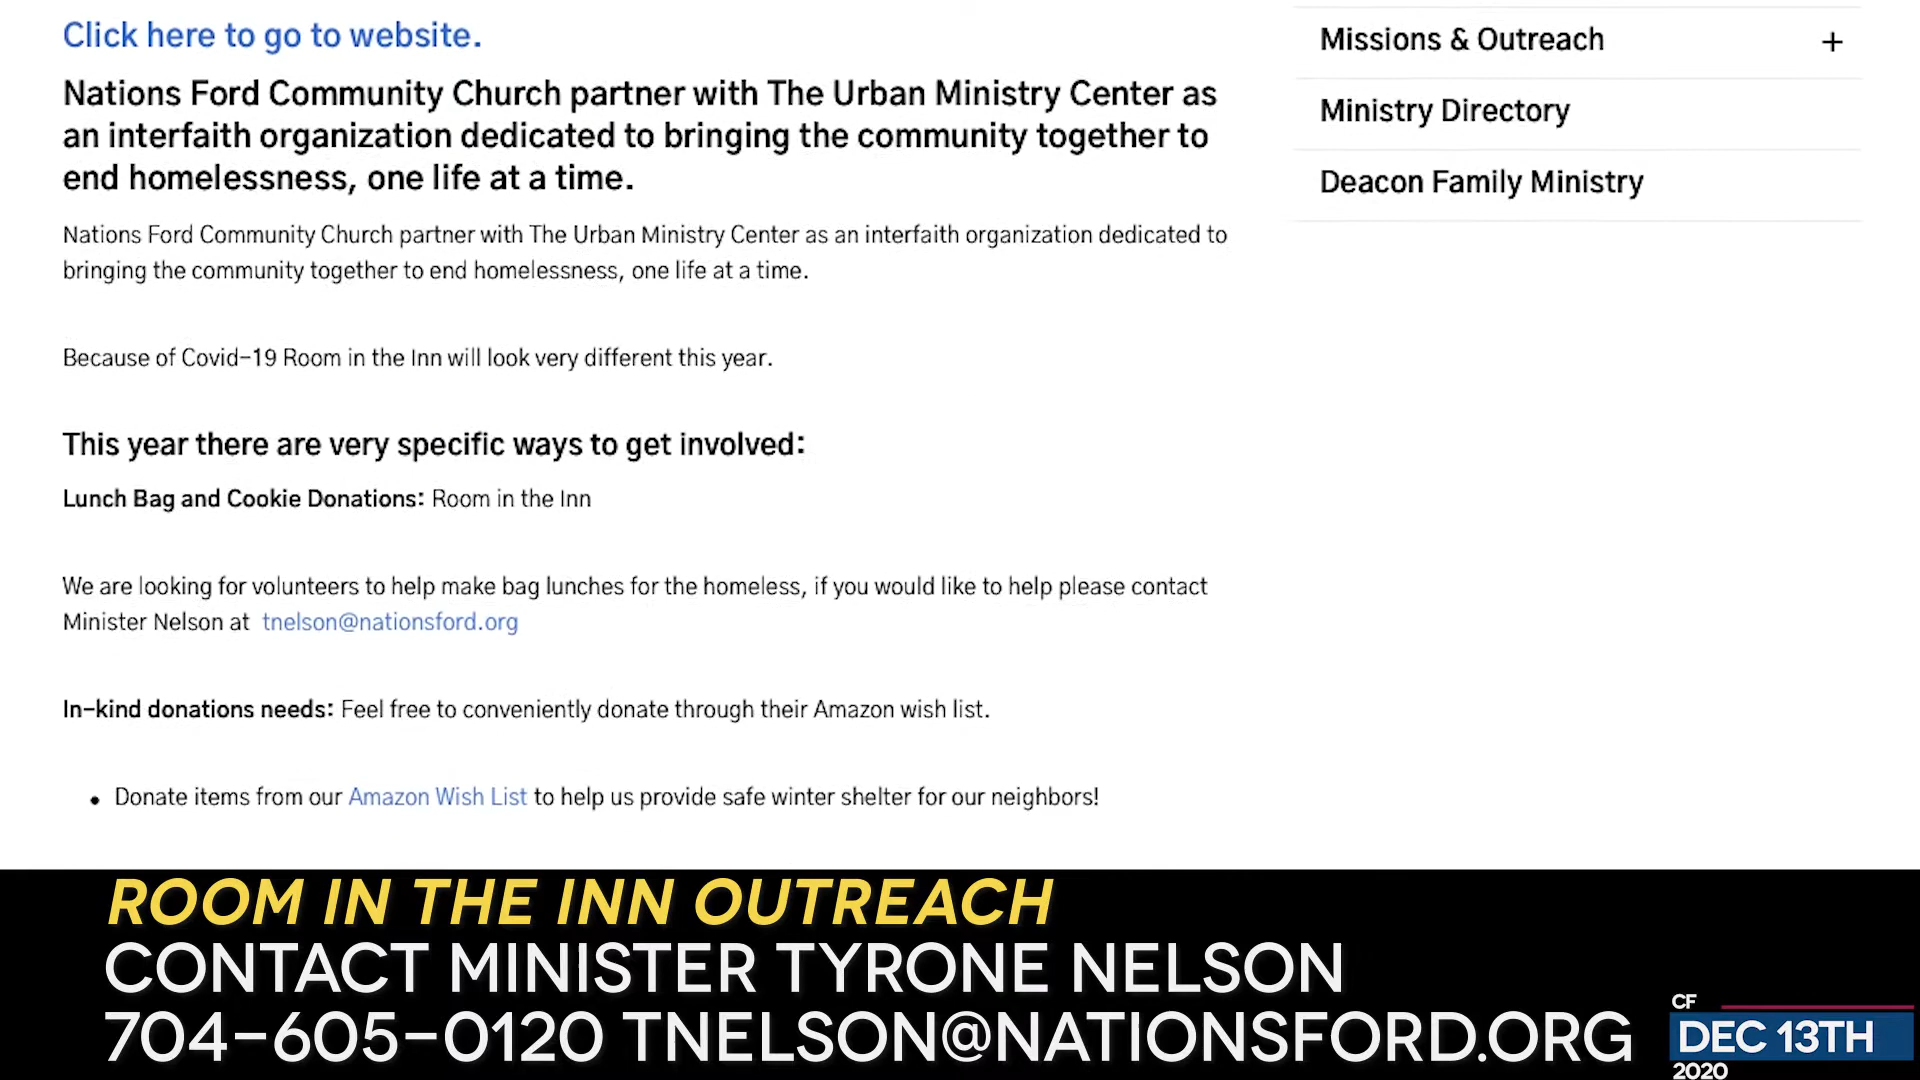 Click here to go to website.
Nations Ford Community Church partner with The Urban Ministry Center as
an interfaith organization dedicated to bringing the community together to
end homelessness, one life at a time.
Nations Ford Community Church partner with The Urban Ministry Center as an interfaith organization dedicated to
bringing the community together to end homelessness, one life at a time.
Because of Covid-19 Room in the Inn will look very different this year.
This year there are very specific ways to get involved:
Lunch Bag and Cookie Donations: Room in the Inn
We are looking for volunteers to help make bag lunches for the homeless, if you would like to help please contact
Minister Nelson at tnelson@nationsford.org
In-kind donations needs: Feel free to conveniently donate through their Amazon wish list.
• Donate items from our Amazon Wish List to help us provide safe winter shelter for our neighbors!
Missions & Outreach +
Ministry Directory
Deacon Family Ministry
ROOM IN THE INN OUTREACH
CONTACT MINISTER TYRONE NELSON
704-605-0120 TNELSON@NATIONSFORD.ORG
CF
DEC 13TH
2020